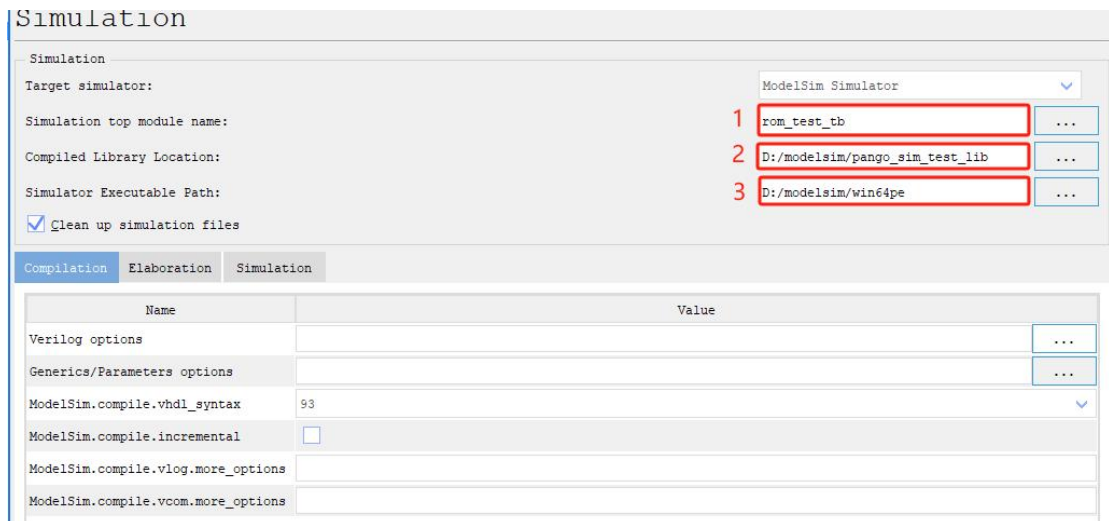 Simulation
Simulation
Target simulator: ModelSim Simulator
Simulation top module name: 1 rom_test_tb ...
Compiled Library Location: 2 D:/modelsim/pango_sim_test_lib ...
Simulator Executable Path: 3 D:/modelsim/win64pe ...
Clean up simulation files
Compilation Elaboration Simulation
Name Value
Verilog options ...
Generics/Parameters options ...
ModelSim.compile.vhdl_syntax 93
ModelSim.compile.incremental
ModelSim.compile.vlog.more_options
ModelSim.compile.vcom.more_options